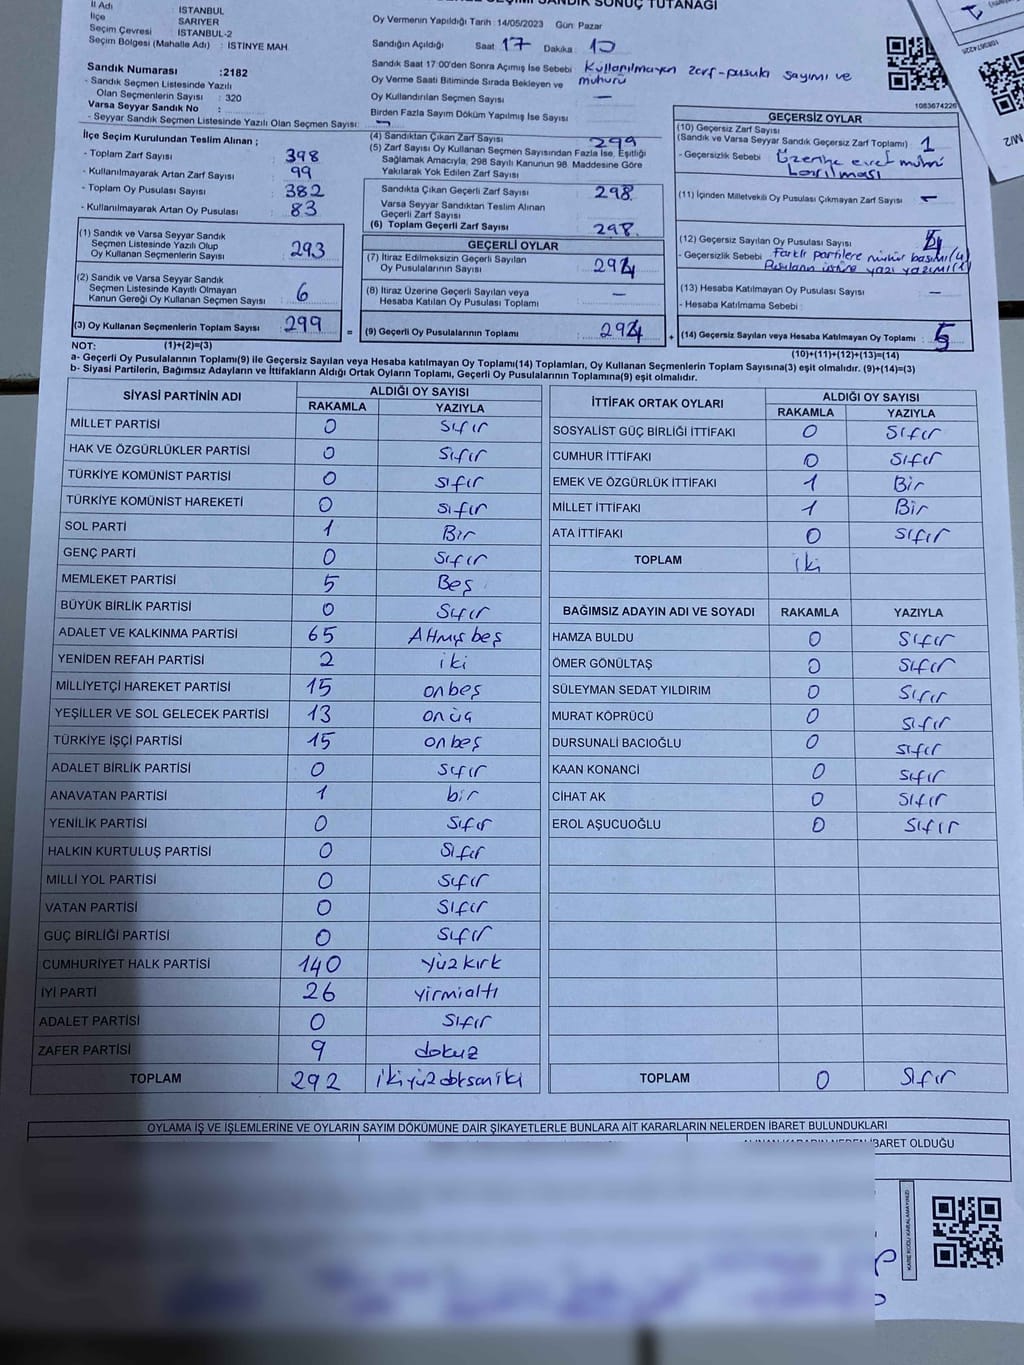 SANDIK SONUÇ TUTANAĞI
İl Adı : İSTANBUL
İlçe : SARIYER
Seçim Çevresi : İSTANBUL-2
Seçim Bölgesi (Mahalle Adı) : İSTİNYE MAH.
Sandık Numarası :2182
- Sandık Seçmen Listesinde Yazılı
Olan Seçmenlerin Sayısı : 320
Varsa Seyyar Sandık No :
- Seyyar Sandık Seçmen Listesinde Yazılı Olan Seçmen Sayısı: -
Oy Vermenin Yapıldığı Tarih :14/05/2023 Gün: Pazar
Sandığın Açıldığı Saat 17 Dakika : 10
Sandık Saat 17:00'den Sonra Açımış İse Sebebi Kullanılmayan zarf-pusula sayımı ve mühürü
Oy Verme Saati Bitiminde Sırada Bekleyen ve
Oy Kullandırılan Seçmen Sayısı —
Birden Fazla Sayım Döküm Yapılmış İse Sayısı
1083674226
İlçe Seçim Kurulundan Teslim Alınan ;
- Toplam Zarf Sayısı : 398
- Kullanılmayarak Artan Zarf Sayısı : 99
- Toplam Oy Pusulası Sayısı : 382
- Kullanılmayarak Artan Oy Pusulası : 83
(1) Sandık ve Varsa Seyyar Sandık
Seçmen Listesinde Yazılı Olup
Oy Kullanan Seçmenlerin Sayısı : 293
(2) Sandık ve Varsa Seyyar Sandık
Seçmen Listesinde Kayıtlı Olmayan
Kanun Gereği Oy Kullanan Seçmen Sayısı : 6
(3) Oy Kullanan Seçmenlerin Toplam Sayısı : 299
(4) Sandıktan Çıkan Zarf Sayısı 299
(5) Zarf Sayısı Oy Kullanan Seçmen Sayısından Fazla İse, Eşitliği
Sağlamak Amacıyla, 298 Sayılı Kanunun 98. Maddesine Göre
Yakılarak Yok Edilen Zarf Sayısı
Sandıkta Çıkan Geçerli Zarf Sayısı : 298
Varsa Seyyar Sandıktan Teslim Alınan
Geçerli Zarf Sayısı
(6) Toplam Geçerli Zarf Sayısı : 298
GEÇERLİ OYLAR
(7) İtiraz Edilmeksizin Geçerli Sayılan
Oy Pusulalarının Sayısı : 294
(8) İtiraz Üzerine Geçerli Sayılan veya
Hesaba Katılan Oy Pusulası Toplamı : —
= (9) Geçerli Oy Pusulalarının Toplamı : 294
GEÇERSİZ OYLAR
(10) Geçersiz Zarf Sayısı
(Sandık ve Varsa Seyyar Sandık Geçersiz Zarf Toplamı) : 1
- Geçersizlik Sebebi : Üzerine evet mührü
basılması
(11) İçinden Milletvekili Oy Pusulası Çıkmayan Zarf Sayısı : -
(12) Geçersiz Sayılan Oy Pusulası Sayısı
- Geçersizlik Sebebi : Farklı partilere mühür basımı (4)
Pusulanın üstüne yazı yazımı (1)
(13) Hesaba Katılmayan Oy Pusulası Sayısı : —
- Hesaba Katılmama Sebebi :
+ (14) Geçersiz Sayılan veya Hesaba Katılmayan Oy Toplamı : 5
NOT: (1)+(2)=(3)
(10)+(11)+(12)+(13)=(14)
a- Geçerli Oy Pusulalarının Toplamı(9) ile Geçersiz Sayılan veya Hesaba katılmayan Oy Toplamı(14) Toplamları, Oy Kullanan Seçmenlerin Toplam Sayısına(3) eşit olmalıdır. (9)+(14)=(3)
b- Siyasi Partilerin, Bağımsız Adayların ve İttifakların Aldığı Ortak Oyların Toplamı, Geçerli Oy Pusulalarının Toplamına(9) eşit olmalıdır.
SİYASİ PARTİNİN ADI ALDIĞI OY SAYISI
RAKAMLA YAZIYLA
MİLLET PARTİSİ 0 Sıfır
HAK VE ÖZGÜRLÜKLER PARTİSİ 0 Sıfır
TÜRKİYE KOMÜNİST PARTİSİ 0 Sıfır
TÜRKİYE KOMÜNİST HAREKETİ 0 Sıfır
SOL PARTİ 1 Bir
GENÇ PARTİ 0 Sıfır
MEMLEKET PARTİSİ 5 Beş
BÜYÜK BİRLİK PARTİSİ 0 Sıfır
ADALET VE KALKINMA PARTİSİ 65 Atmış beş
YENİDEN REFAH PARTİSİ 2 iki
MİLLİYETÇİ HAREKET PARTİSİ 15 onbeş
YEŞİLLER VE SOL GELECEK PARTİSİ 13 onüç
TÜRKİYE İŞÇİ PARTİSİ 15 onbeş
ADALET BİRLİK PARTİSİ 0 Sıfır
ANAVATAN PARTİSİ 1 bir
YENİLİK PARTİSİ 0 Sıfır
HALKIN KURTULUŞ PARTİSİ 0 Sıfır
MİLLİ YOL PARTİSİ 0 Sıfır
VATAN PARTİSİ 0 Sıfır
GÜÇ BİRLİĞİ PARTİSİ 0 Sıfır
CUMHURİYET HALK PARTİSİ 140 yüzkırk
İYİ PARTİ 26 yirmialtı
ADALET PARTİSİ 0 Sıfır
ZAFER PARTİSİ 9 dokuz
TOPLAM 292 ikiyüzdoksaniki
İTTİFAK ORTAK OYLARI ALDIĞI OY SAYISI
RAKAMLA YAZIYLA
SOSYALİST GÜÇ BİRLİĞİ İTTİFAKI 0 Sıfır
CUMHUR İTTİFAKI 0 Sıfır
EMEK VE ÖZGÜRLÜK İTTİFAKI 1 Bir
MİLLET İTTİFAKI 1 Bir
ATA İTTİFAKI 0 Sıfır
TOPLAM iki
BAĞIMSIZ ADAYIN ADI VE SOYADI RAKAMLA YAZIYLA
HAMZA BULDU 0 Sıfır
ÖMER GÖNÜLTAŞ 0 Sıfır
SÜLEYMAN SEDAT YILDIRIM 0 Sıfır
MURAT KÖPRÜCÜ 0 Sıfır
DURSUNALİ BACIOĞLU 0 Sıfır
KAAN KONANCİ 0 Sıfır
CİHAT AK 0 Sıfır
EROL AŞUCUOĞLU 0 Sıfır
TOPLAM 0 Sıfır
OYLAMA İŞ VE İŞLEMLERİNE VE OYLARIN SAYIM DÖKÜMÜNE DAİR ŞİKAYETLERLE BUNLARA AİT KARARLARIN NELERDEN İBARET BULUNDUKLARI
ALINAN KARARIN NEDEN İBARET OLDUĞU
KARE KODU KARALAMAYINIZ!